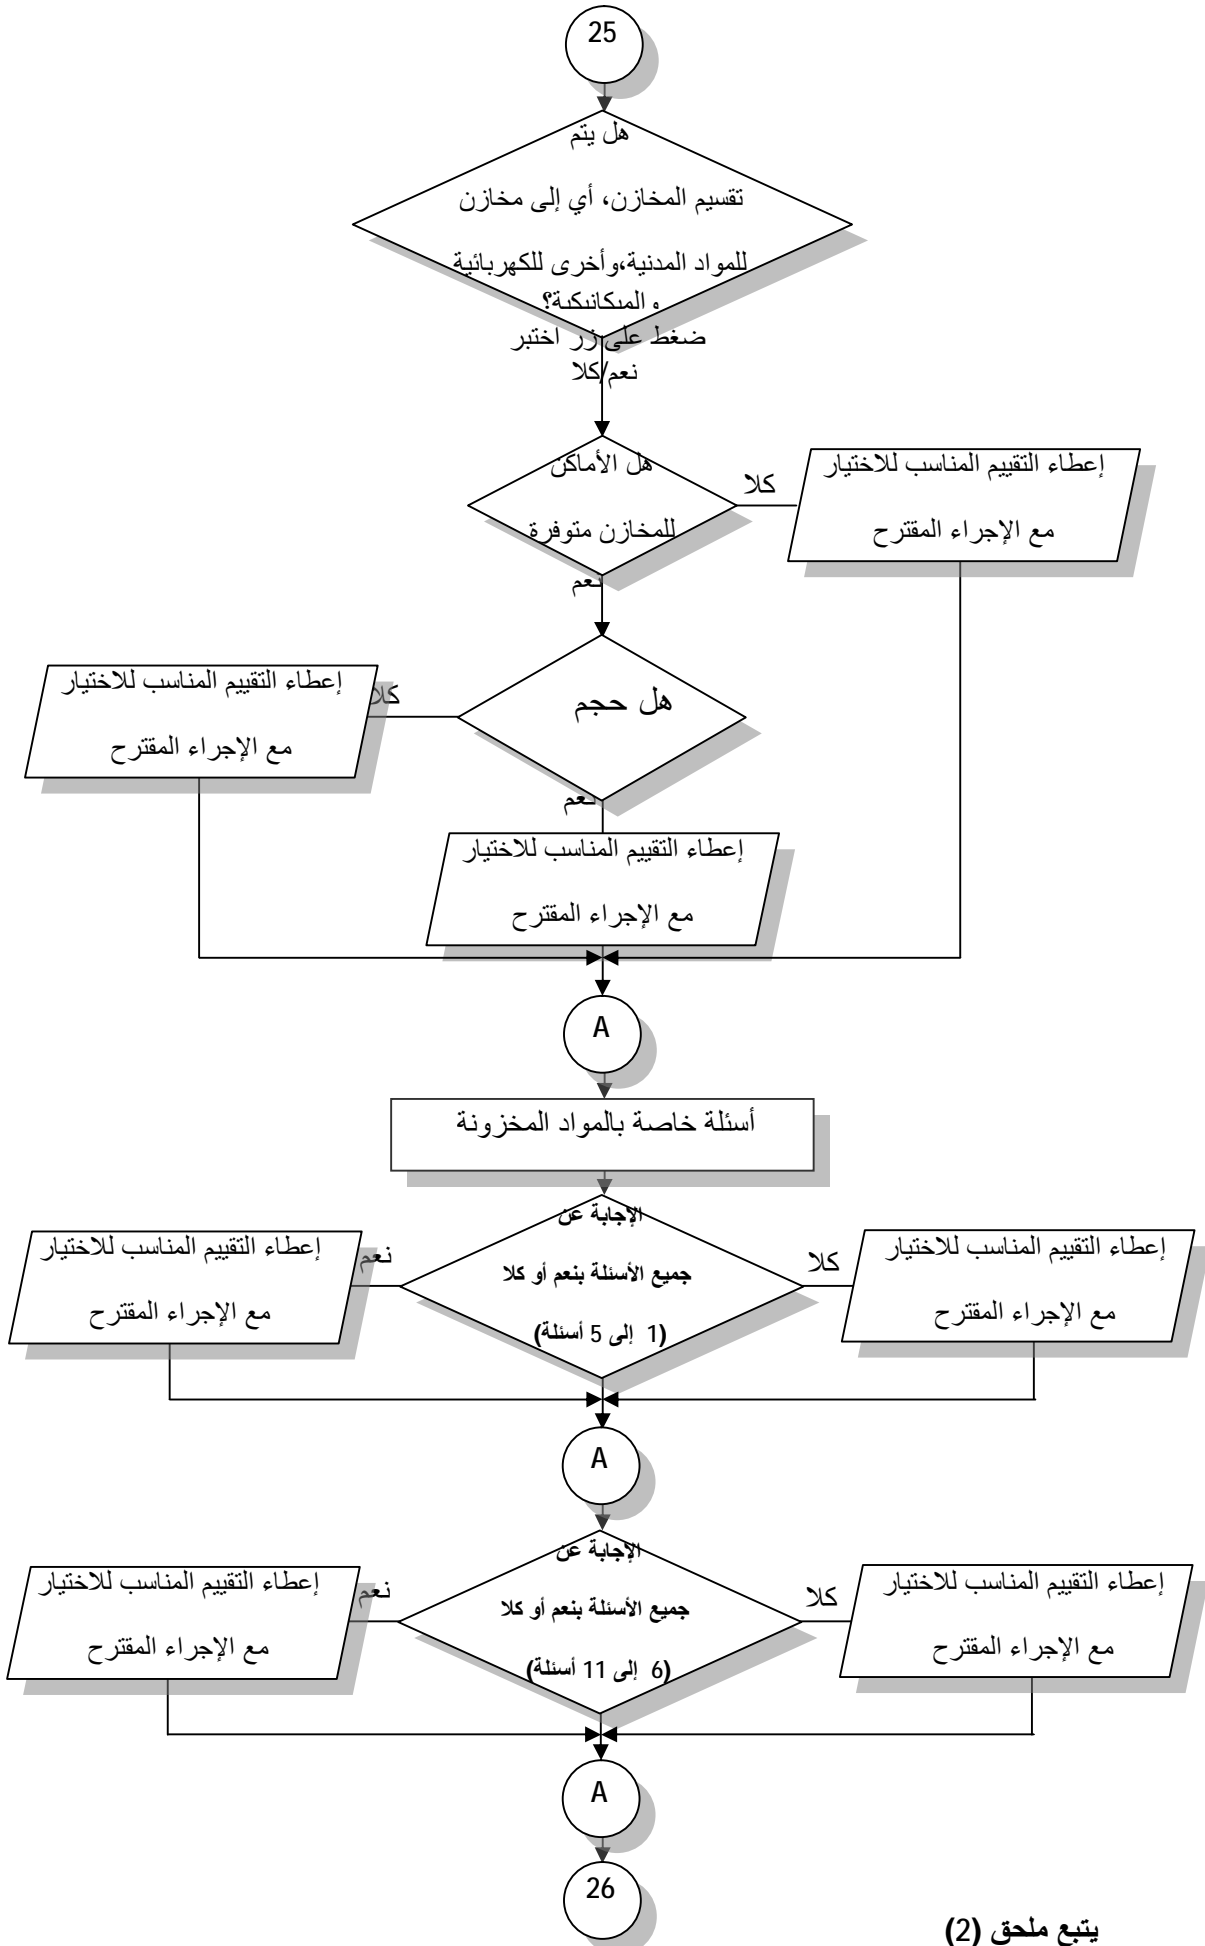 25
هل يتم
تقسيم المخازن، أي إلى مخازن
للمواد المدنية،وأخرى للكهربائية
و الميكانيكية؟
ضغط على زر اختبر
نعم/كلا
هل الأماكن
للمخازن متوفرة
كلا
إعطاء التقييم المناسب للاختيار
مع الإجراء المقترح
نعم
هل حجم
كلا
إعطاء التقييم المناسب للاختيار
مع الإجراء المقترح
نعم
إعطاء التقييم المناسب للاختيار
مع الإجراء المقترح
A
أسئلة خاصة بالمواد المخزونة
الإجابة عن
جميع الأسئلة بنعم أو كلا
(1 إلى 5 أسئلة)
كلا
إعطاء التقييم المناسب للاختيار
مع الإجراء المقترح
نعم
إعطاء التقييم المناسب للاختيار
مع الإجراء المقترح
A
الإجابة عن
جميع الأسئلة بنعم أو كلا
(6 إلى 11 أسئلة)
كلا
إعطاء التقييم المناسب للاختيار
مع الإجراء المقترح
نعم
إعطاء التقييم المناسب للاختيار
مع الإجراء المقترح
A
26
يتبع ملحق (2)